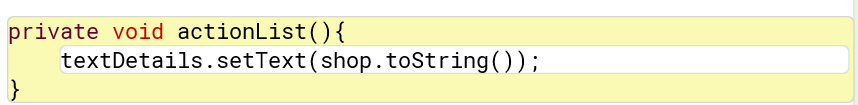 private void actionList(){
textDetails.setText(shop.toString());
}